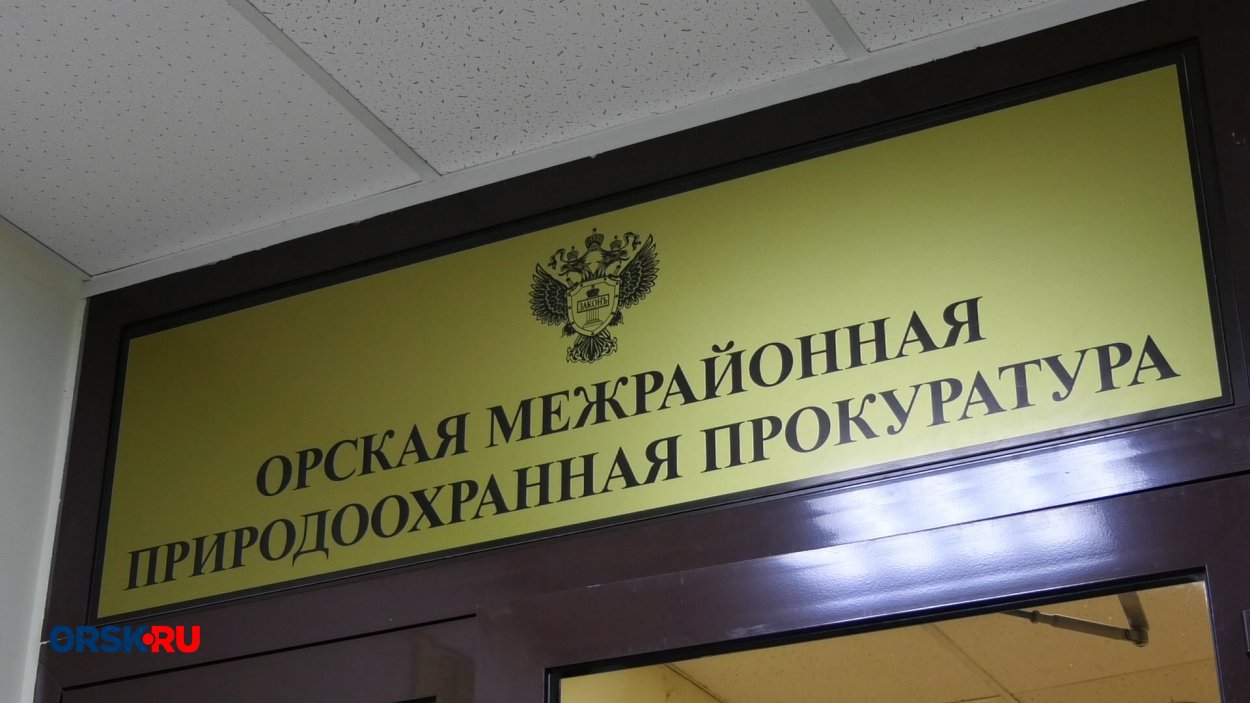 ЗАКОНЪ
ОРСКАЯ МЕЖРАЙОННАЯ
ПРИРОДООХРАННАЯ ПРОКУРАТУРА
ORSK.RU